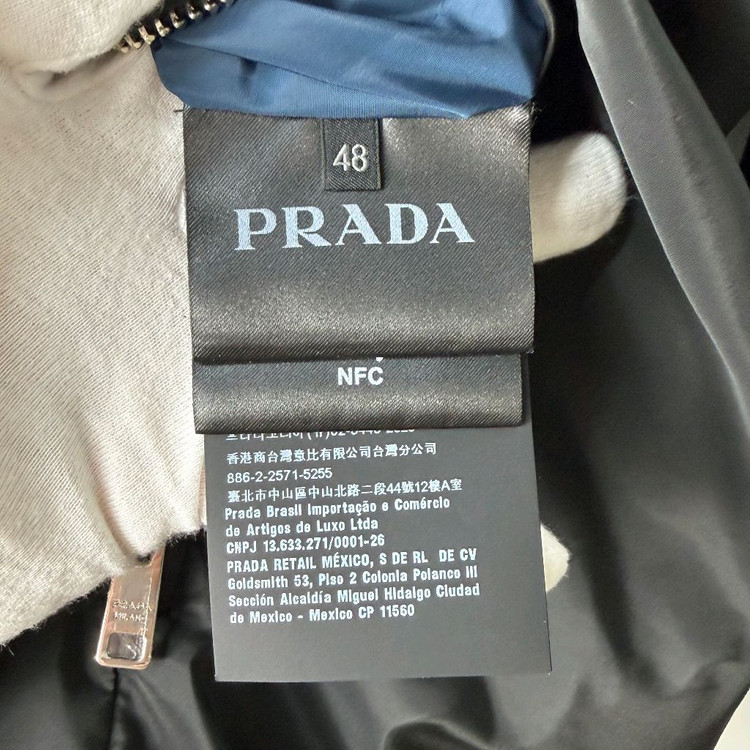 48
PRADA
NFC
香港商台灣意比有限公司台灣分公司
886-2-2571-5255
臺北市中山區中山北路二段44號12樓A室
Prada Brasil Importação e Comércio
de Artigos de Luxo Ltda
CNPJ 13.633.271/0001-26
PRADA RETAIL MÉXICO, S DE RL DE CV
Goldsmith 53, Piso 2 Colonia Polanco III
Sección Alcaldía Miguel Hidalgo Ciudad
de Mexico - Mexico CP 11560
PRADA
MILANO